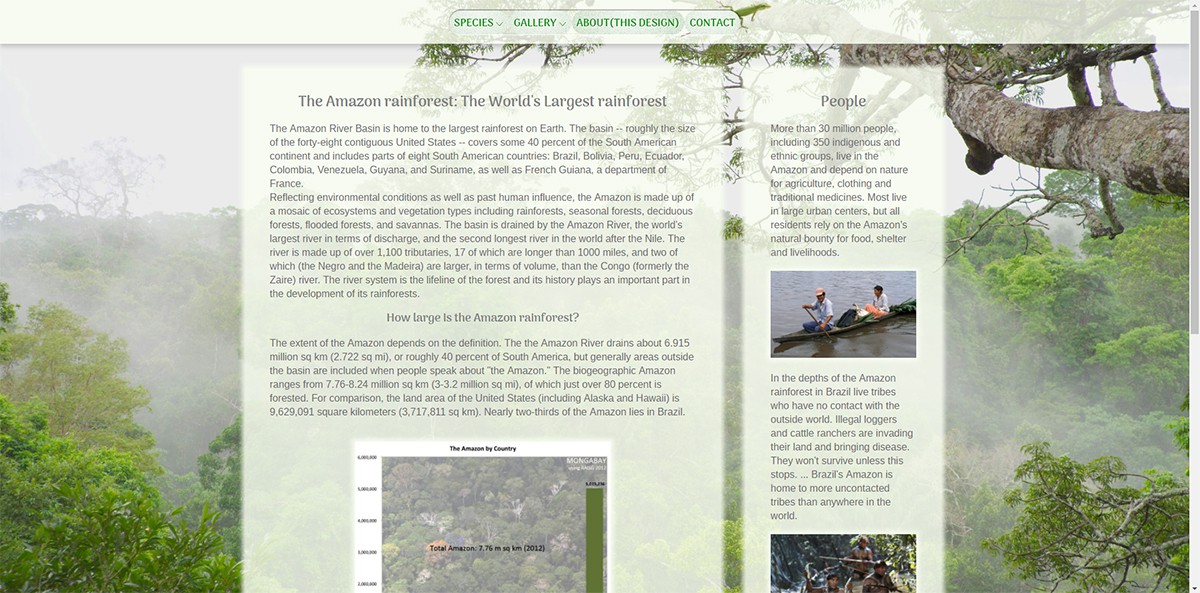 SPECIES GALLERY ABOUT(THIS DESIGN) CONTACT
The Amazon rainforest: The World's Largest rainforest
The Amazon River Basin is home to the largest rainforest on Earth. The basin -- roughly the size
of the forty-eight contiguous United States -- covers some 40 percent of the South American
continent and includes parts of eight South American countries: Brazil, Bolivia, Peru, Ecuador,
Colombia, Venezuela, Guyana, and Suriname, as well as French Guiana, a department of
France.
Reflecting environmental conditions as well as past human influence, the Amazon is made up of
a mosaic of ecosystems and vegetation types including rainforests, seasonal forests, deciduous
forests, flooded forests, and savannas. The basin is drained by the Amazon River, the world's
largest river in terms of discharge, and the second longest river in the world after the Nile. The
river is made up of over 1,100 tributaries, 17 of which are longer than 1000 miles, and two of
which (the Negro and the Madeira) are larger, in terms of volume, than the Congo (formerly the
Zaire) river. The river system is the lifeline of the forest and its history plays an important part in
the development of its rainforests.
How large is the Amazon rainforest?
The extent of the Amazon depends on the definition. The the Amazon River drains about 6.915
million sq km (2.722 sq mi), or roughly 40 percent of South America, but generally areas outside
the basin are included when people speak about "the Amazon." The biogeographic Amazon
ranges from 7.76-8.24 million sq km (3-3.2 million sq mi), of which just over 80 percent is
forested. For comparison, the land area of the United States (including Alaska and Hawaii) is
9,629,091 square kilometers (3,717,811 sq km). Nearly two-thirds of the Amazon lies in Brazil.
The Amazon by Country
6,000,000
MONGABAY
5,000,000
4,000,000
Total Amazon: 7.76 m sq km (2012)
3,000,000
2,000,000
People
More than 30 million people,
including 350 indigenous and
ethnic groups, live in the
Amazon and depend on nature
for agriculture, clothing and
traditional medicines. Most live
in large urban centers, but all
residents rely on the Amazon's
natural bounty for food, shelter
and livelihoods.
In the depths of the Amazon
rainforest in Brazil live tribes
who have no contact with the
outside world. Illegal loggers
and cattle ranchers are invading
their land and bringing disease.
They won't survive unless this
stops. ... Brazil's Amazon is
home to more uncontacted
tribes than anywhere in the
world.